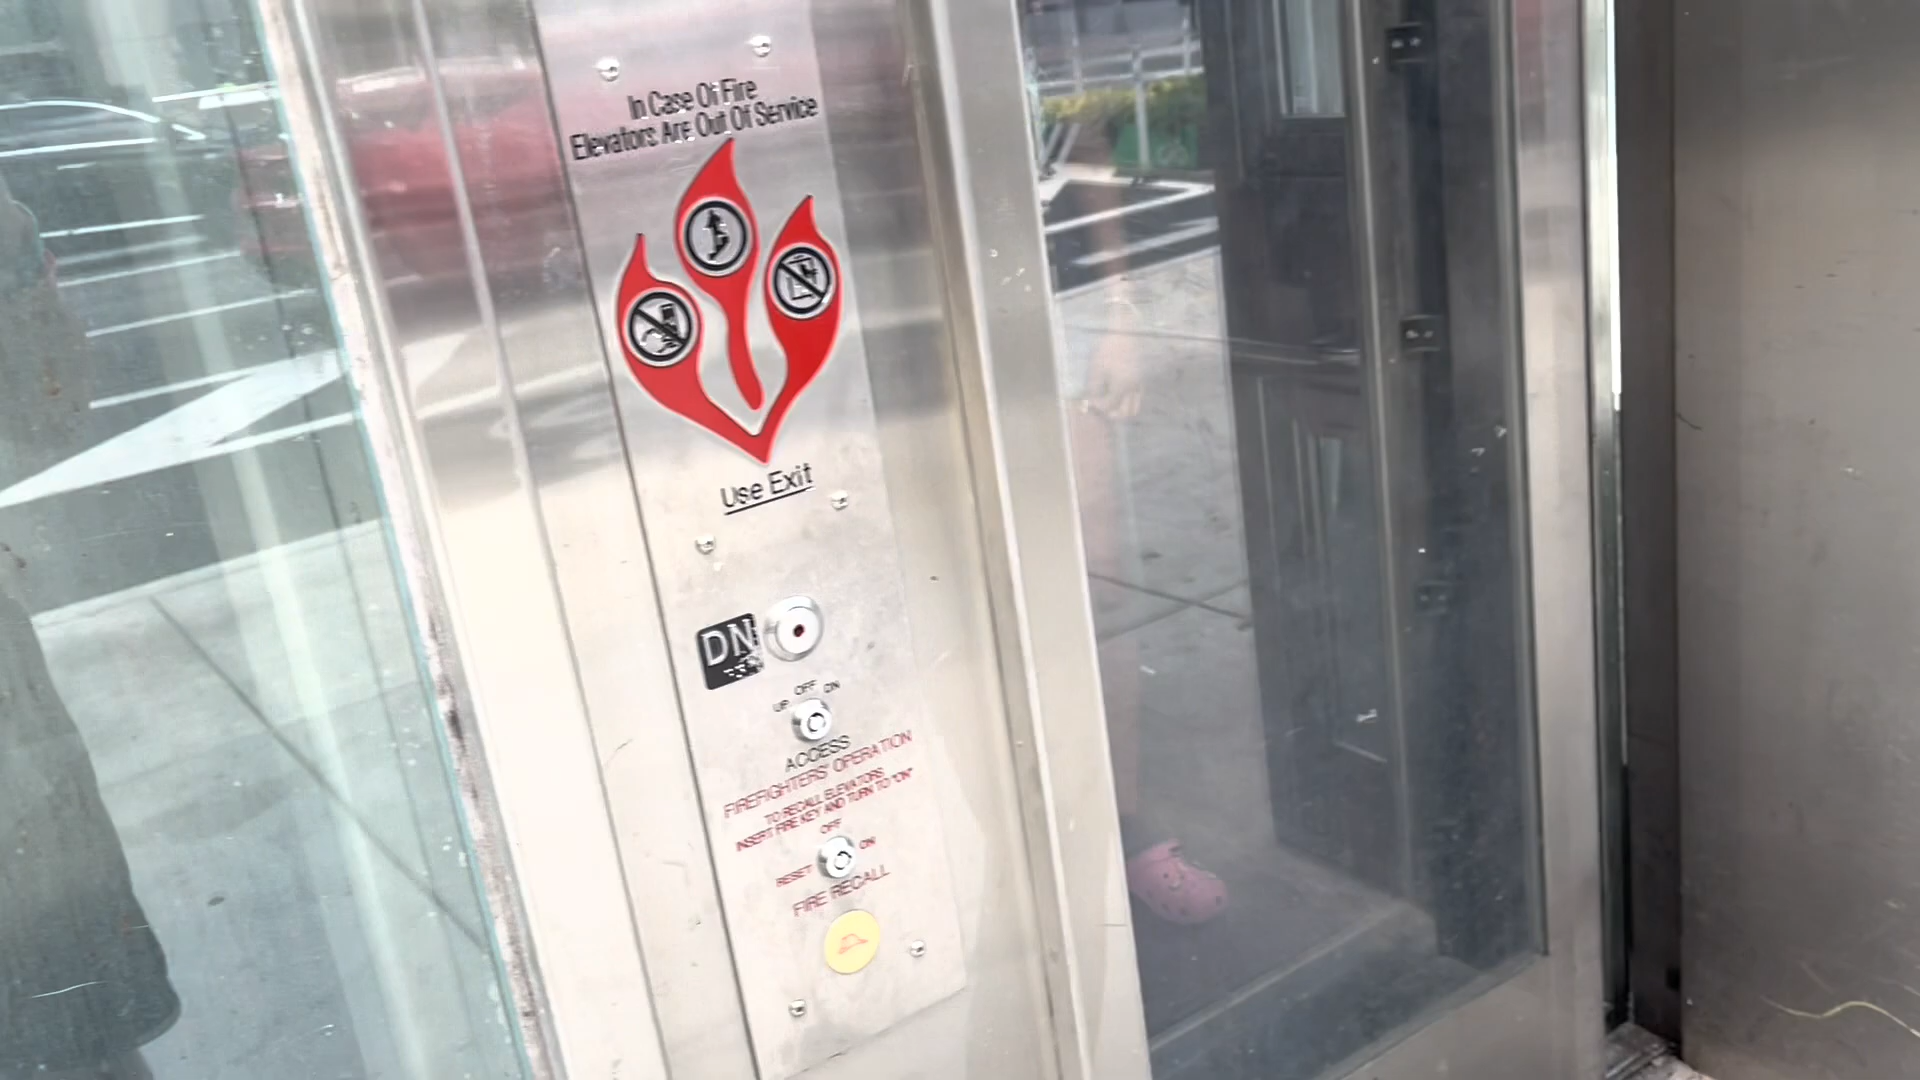 In Case Of Fire
Elevators Are Out Of Service
Use Exit
DN
OFF
UP DN
ACCESS
FIREFIGHTERS' OPERATION
TO RECALL ELEVATORS
INSERT FIRE KEY AND TURN TO "ON"
OFF
RESET ON
FIRE RECALL